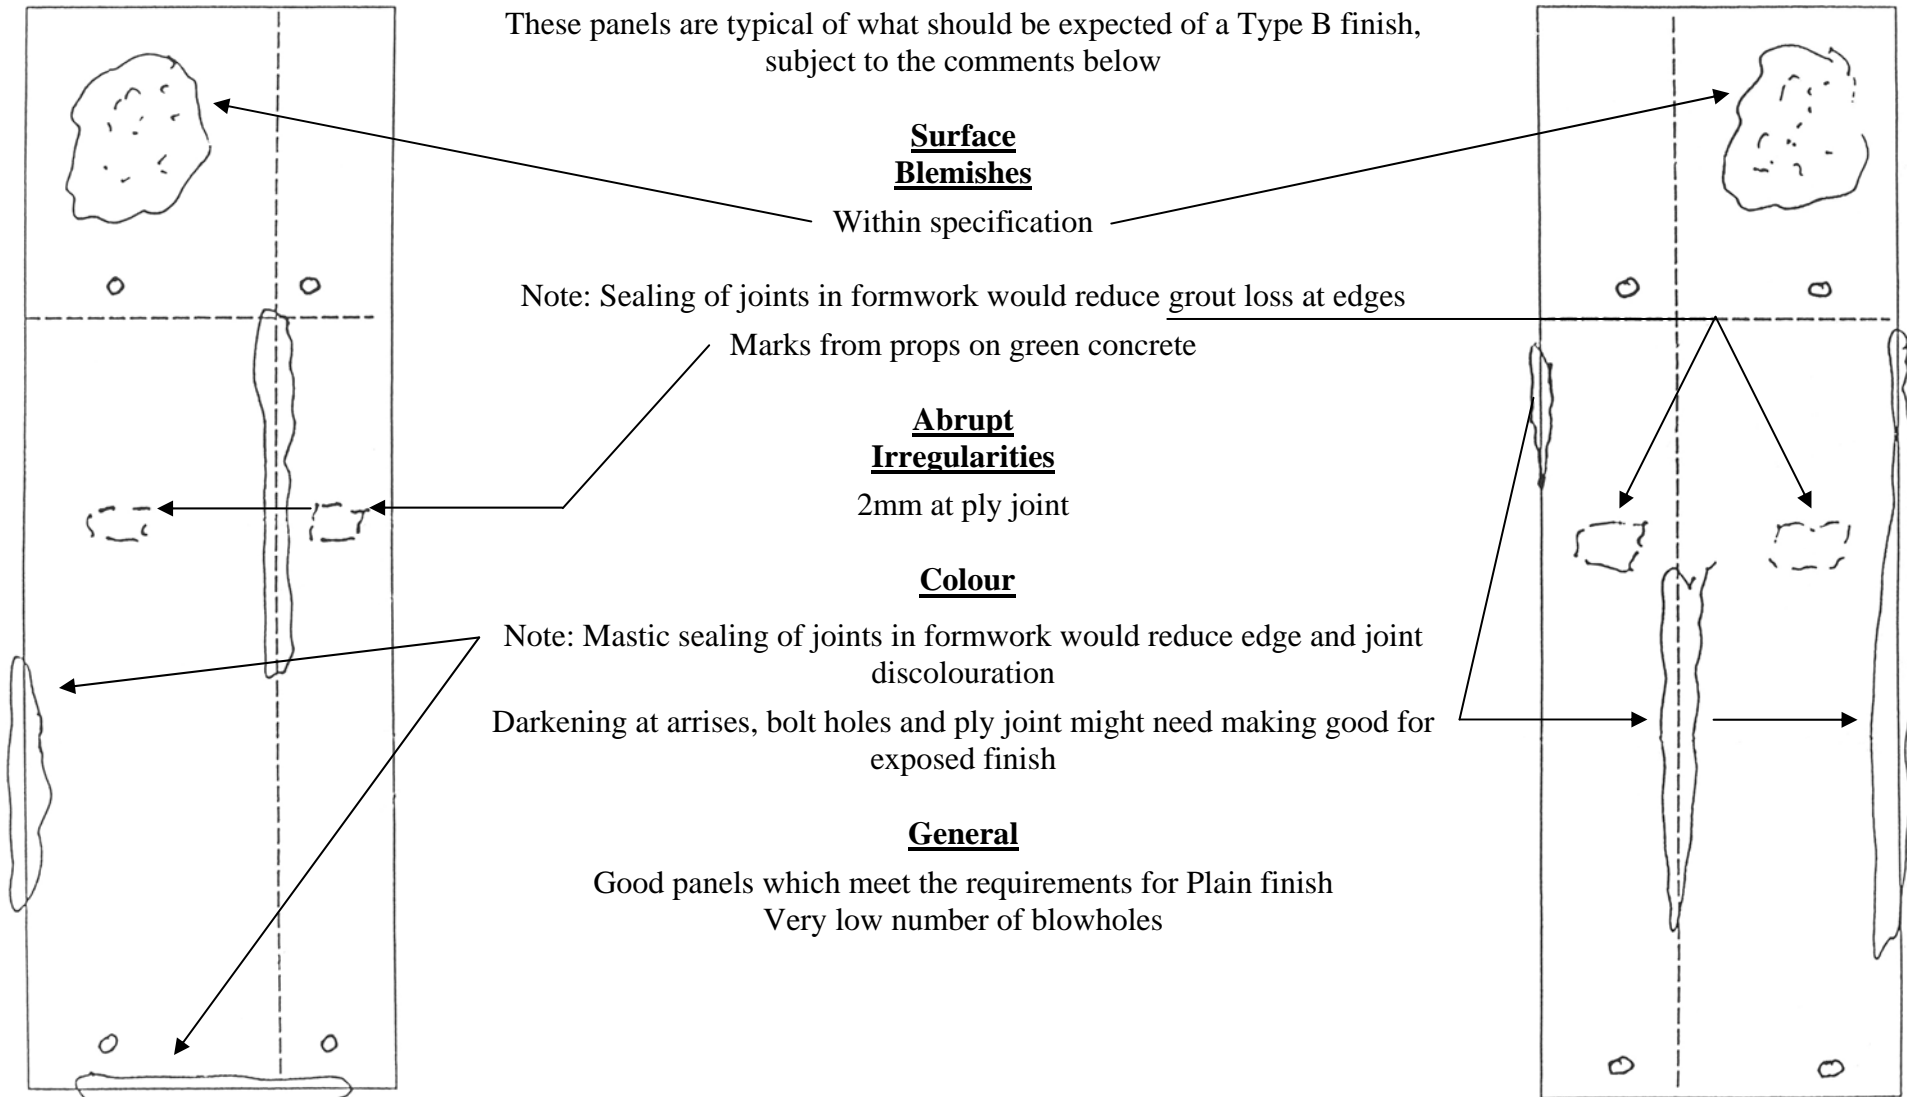 These panels are typical of what should be expected of a Type B finish,
subject to the comments below
Surface
Blemishes
Within specification
Note: Sealing of joints in formwork would reduce grout loss at edges
Marks from props on green concrete
Abrupt
Irregularities
2mm at ply joint
Colour
Note: Mastic sealing of joints in formwork would reduce edge and joint
discolouration
Darkening at arrises, bolt holes and ply joint might need making good for
exposed finish
General
Good panels which meet the requirements for Plain finish
Very low number of blowholes